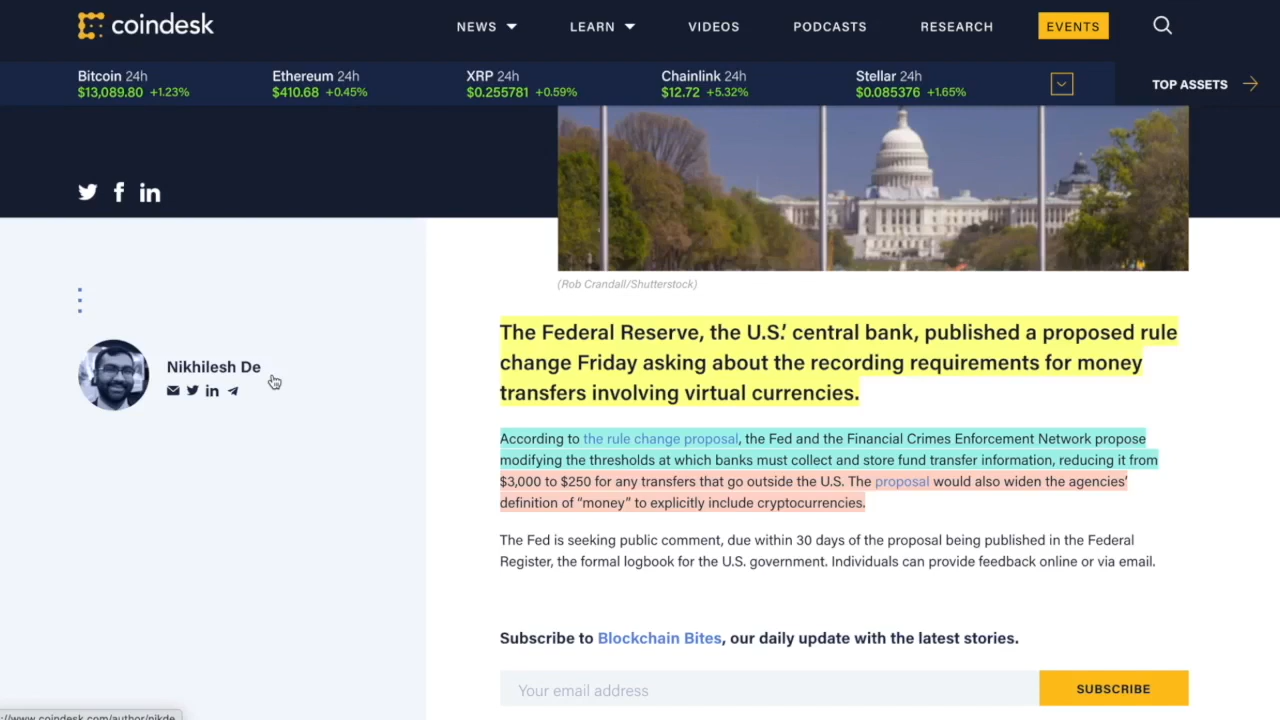 coindesk
NEWS
LEARN
VIDEOS
PODCASTS
RESEARCH
EVENTS
Bitcoin 24h
$13,089.80 +1.23%
Ethereum 24h
$410.68 +0.45%
XRP 24h
$0.255781 +0.59%
Chainlink 24h
$12.72 +5.32%
Stellar 24h
$0.085376 +1.65%
TOP ASSETS
(Rob Crandall/Shutterstock)
Nikhilesh De
The Federal Reserve, the U.S.' central bank, published a proposed rule
change Friday asking about the recording requirements for money
transfers involving virtual currencies.
According to the rule change proposal, the Fed and the Financial Crimes Enforcement Network propose
modifying the thresholds at which banks must collect and store fund transfer information, reducing it from
$3,000 to $250 for any transfers that go outside the U.S. The proposal would also widen the agencies'
definition of “money” to explicitly include cryptocurrencies.
The Fed is seeking public comment, due within 30 days of the proposal being published in the Federal
Register, the formal logbook for the U.S. government. Individuals can provide feedback online or via email.
Subscribe to Blockchain Bites, our daily update with the latest stories.
Your email address
SUBSCRIBE
://www.coindesk.com/author/nikde